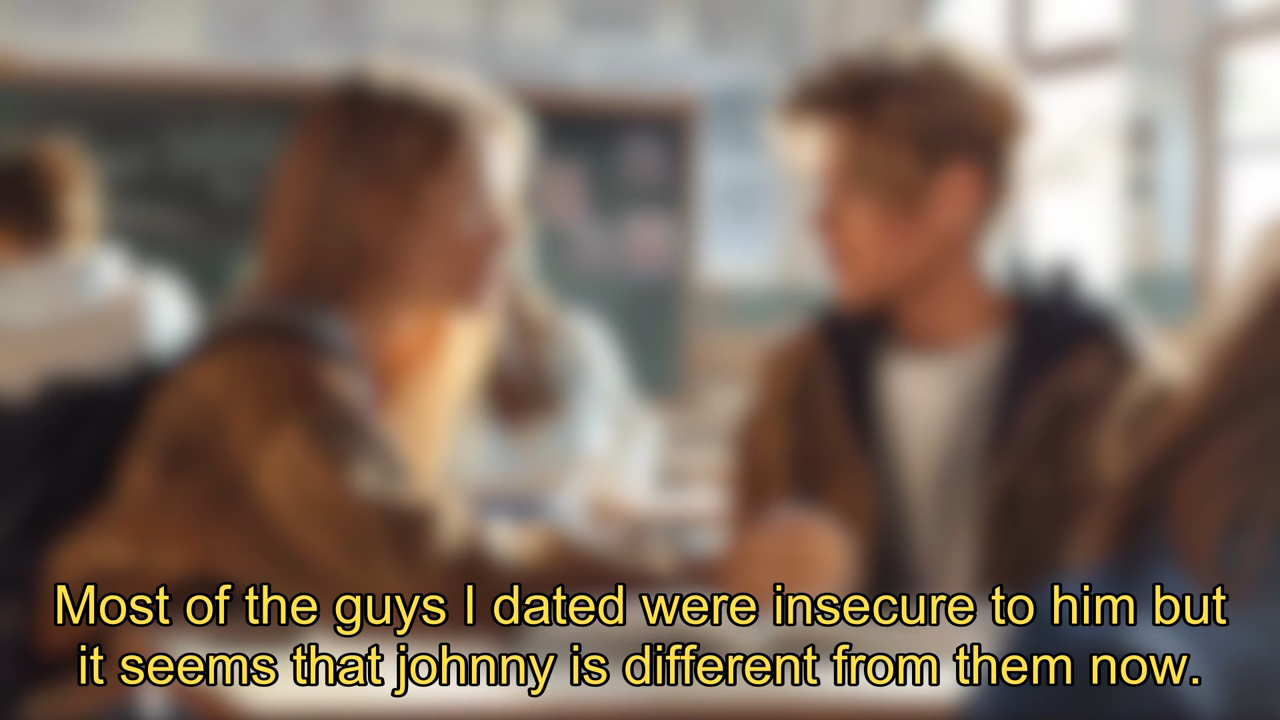 Most of the guys I dated were insecure to him but
it seems that johnny is different from them now.